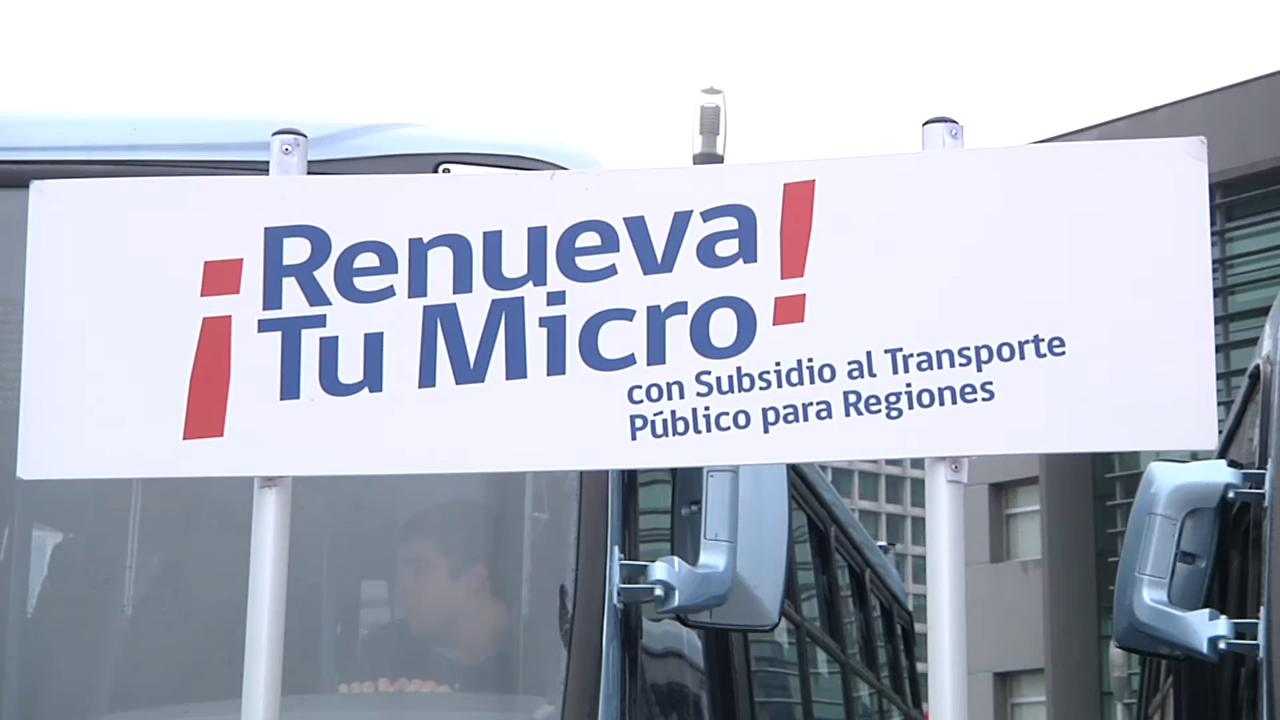 ¡Renueva
Tu Micro!
con Subsidio al Transporte
Público para Regiones